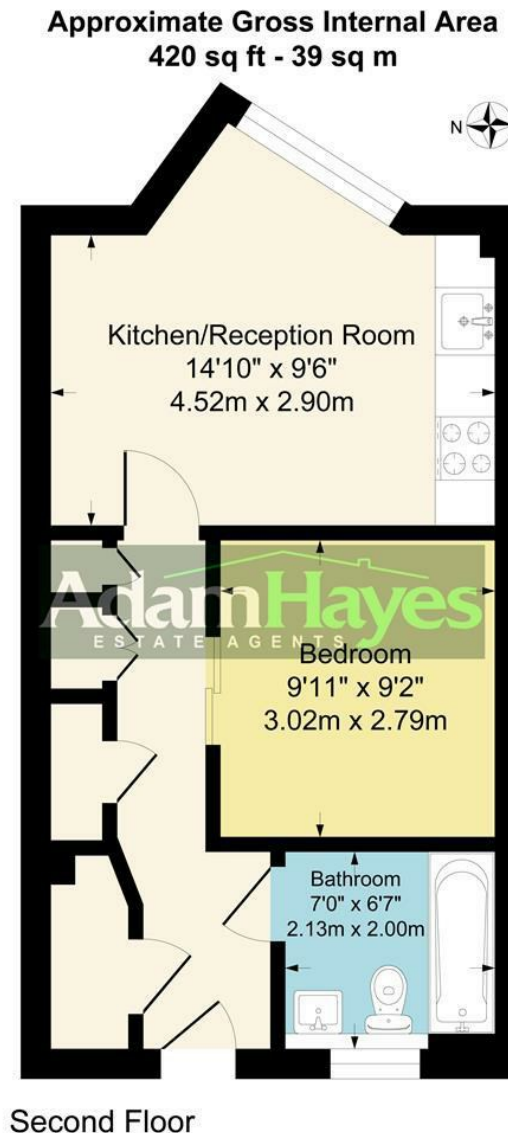 Approximate Gross Internal Area
420 sq ft - 39 sq m
N
Kitchen/Reception Room
14'10" x 9'6"
4.52m x 2.90m
AdamHayes
ESTATE AGENTS
Bedroom
9'11" x 9'2"
3.02m x 2.79m
Bathroom
7'0" x 6'7"
2.13m x 2.00m
Second Floor